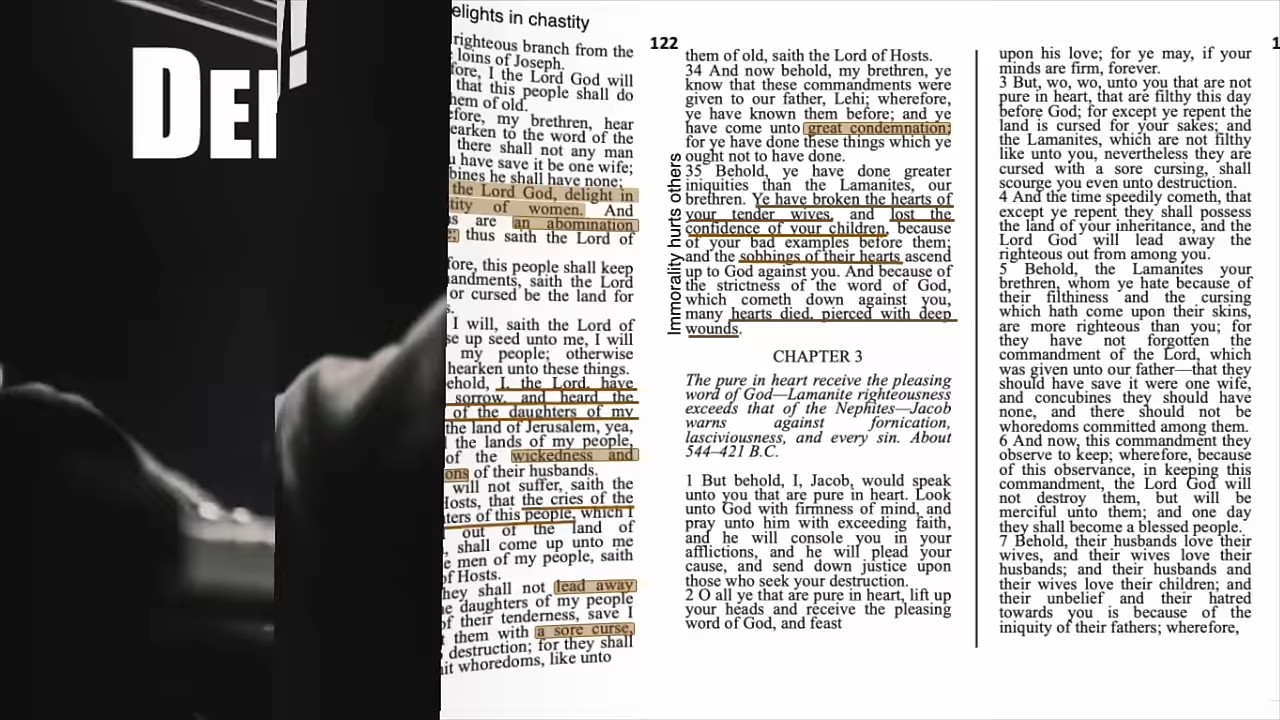 DE
!
elights in chastity
righteous branch from the
loins of Joseph.
fore, I the Lord God will
that this people shall do
hem of old.
efore, my brethren, hear
earken to the word of the
there shall not any man
have save it be one wife;
bines he shall have none;
the Lord God, delight in
tity of women. And
s are an abomination
thus saith the Lord of
fore, this people shall keep
andments, saith the Lord
or cursed be the land for
s.
I will, saith the Lord of
se up seed unto me, I will
my people; otherwise
hearken unto these things.
ehold, I, the Lord, have
sorrow, and heard the
of the daughters of my
the land of Jerusalem, yea,
the lands of my people,
of the wickedness and
ons of their husbands.
will not suffer, saith the
Hosts, that the cries of the
ters of this people, which I
out of the land of
, shall come up unto me
e men of my people, saith
of Hosts.
hey shall not lead away
e daughters of my people
of their tenderness, save I
them with a sore curse,
destruction; for they shall
it whoredoms, like unto
122
Immorality hurts others
them of old, saith the Lord of Hosts.
34 And now behold, my brethren, ye
know that these commandments were
given to our father, Lehi; wherefore,
ye have known them before; and ye
have come unto great condemnation;
for ye have done these things which ye
ought not to have done.
35 Behold, ye have done greater
iniquities than the Lamanites, our
brethren. Ye have broken the hearts of
your tender wives, and lost the
confidence of your children, because
of your bad examples before them;
and the sobbings of their hearts ascend
up to God against you. And because of
the strictness of the word of God,
which cometh down against you,
many hearts died, pierced with deep
wounds.
CHAPTER 3
The pure in heart receive the pleasing
word of God—Lamanite righteousness
exceeds that of the Nephites—Jacob
warns against fornication,
lasciviousness, and every sin. About
544–421 B.C.
1 But behold, I, Jacob, would speak
unto you that are pure in heart. Look
unto God with firmness of mind, and
pray unto him with exceeding faith,
and he will console you in your
afflictions, and he will plead your
cause, and send down justice upon
those who seek your destruction.
2 O all ye that are pure in heart, lift up
your heads and receive the pleasing
word of God, and feast
upon his love; for ye may, if your
minds are firm, forever.
3 But, wo, wo, unto you that are not
pure in heart, that are filthy this day
before God; for except ye repent the
land is cursed for your sakes; and
the Lamanites, which are not filthy
like unto you, nevertheless they are
cursed with a sore cursing, shall
scourge you even unto destruction.
4 And the time speedily cometh, that
except ye repent they shall possess
the land of your inheritance, and the
Lord God will lead away the
righteous out from among you.
5 Behold, the Lamanites your
brethren, whom ye hate because of
their filthiness and the cursing
which hath come upon their skins,
are more righteous than you; for
they have not forgotten the
commandment of the Lord, which
was given unto our father—that they
should have save it were one wife,
and concubines they should have
none, and there should not be
whoredoms committed among them.
6 And now, this commandment they
observe to keep; wherefore, because
of this observance, in keeping this
commandment, the Lord God will
not destroy them, but will be
merciful unto them; and one day
they shall become a blessed people.
7 Behold, their husbands love their
wives, and their wives love their
husbands; and their husbands and
their wives love their children; and
their unbelief and their hatred
towards you is because of the
iniquity of their fathers; wherefore,
1